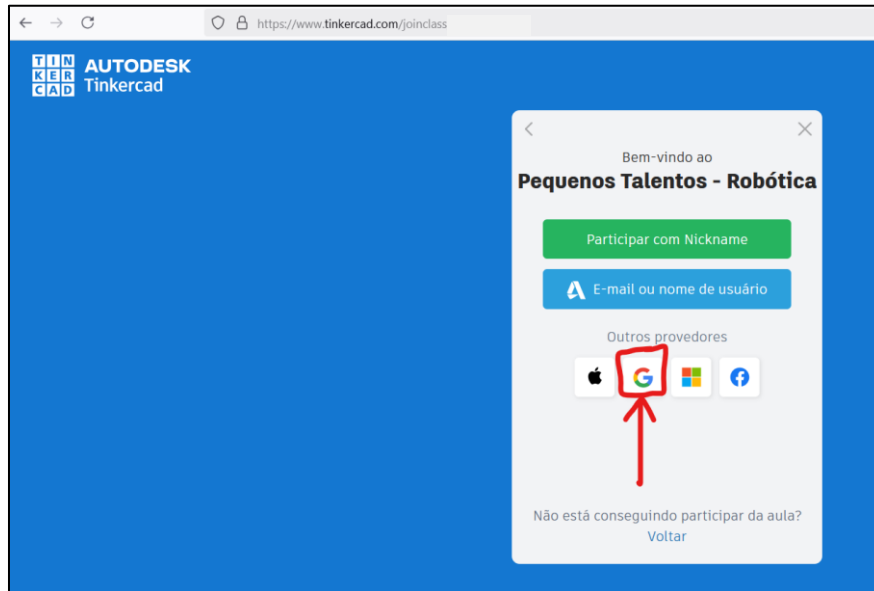 https://www.tinkercad.com/joinclass
TIN
KER
CAD
AUTODESK
Tinkercad
Bem-vindo ao
Pequenos Talentos - Robótica
Participar com Nickname
E-mail ou nome de usuário
Outros provedores
Não está conseguindo participar da aula?
Voltar